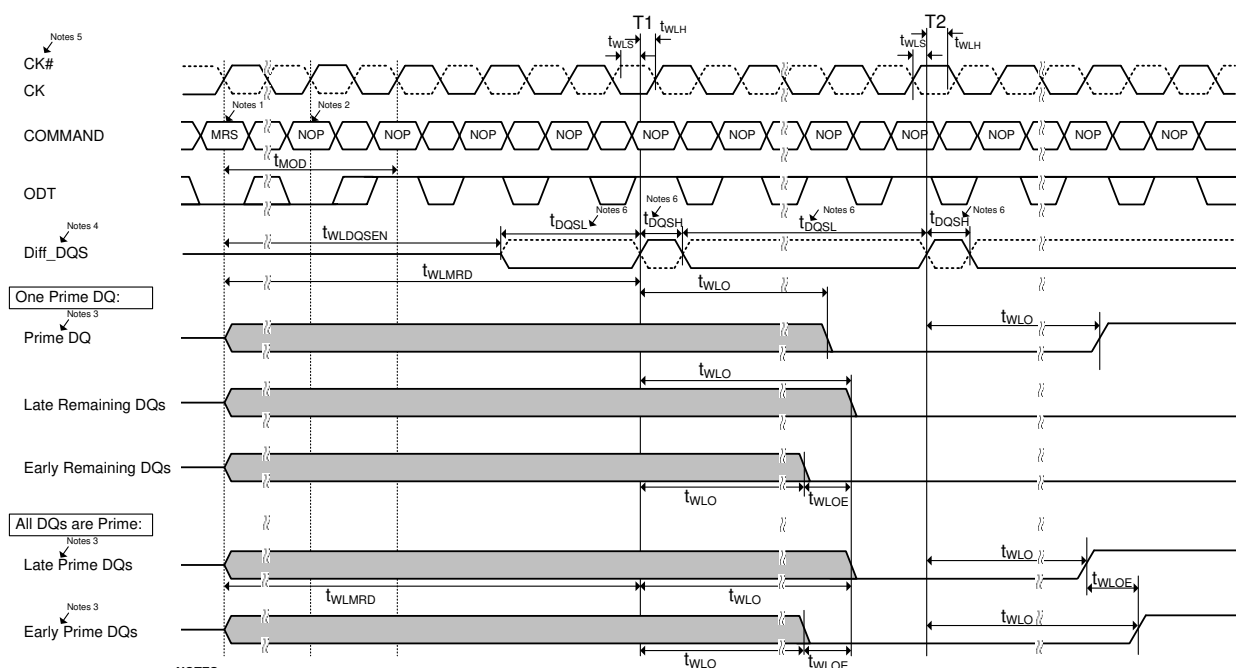 T1 T2
tWLS tWLH tWLS tWLH
Notes 5
CK#
CK
Notes 1 Notes 2
COMMAND MRS NOP NOP NOP NOP NOP NOP NOP NOP NOP NOP NOP
tMOD
ODT
Notes 4
Diff_DQS
tWLDQSEN
tDQSL Notes 6
tDQSH Notes 6
tDQSL Notes 6
tDQSH Notes 6
tWLMRD
tWLO
One Prime DQ:
Notes 3
Prime DQ
tWLO
tWLO
Late Remaining DQs
Early Remaining DQs
tWLO tWLOE
All DQs are Prime:
Notes 3
Late Prime DQs
tWLO
tWLOE
tWLMRD tWLO
Notes 3
Early Prime DQs
tWLO
tWLO tWLOE
NOTES